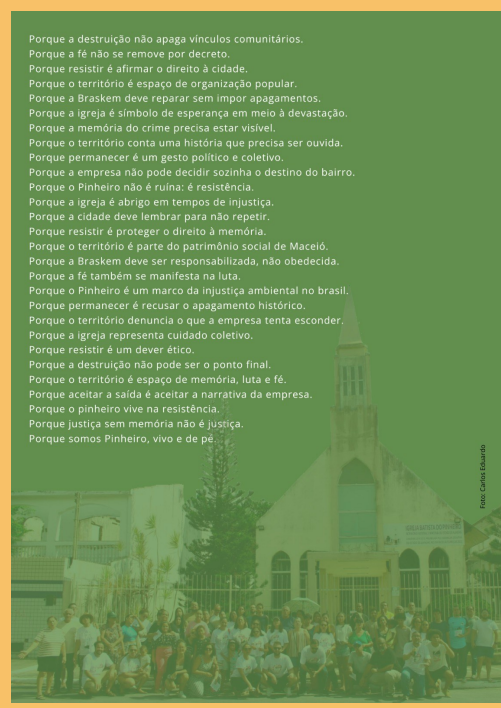 Porque a destruição não apaga vínculos comunitários.
Porque a fé não se remove por decreto.
Porque resistir é afirmar o direito à cidade.
Porque o território é espaço de organização popular.
Porque a Braskem deve reparar sem impor apagamentos.
Porque a igreja é símbolo de esperança em meio à devastação.
Porque a memória do crime precisa estar visível.
Porque o território conta uma história que precisa ser ouvida.
Porque permanecer é um gesto político e coletivo.
Porque a empresa não pode decidir sozinha o destino do bairro.
Porque o Pinheiro não é ruína: é resistência.
Porque a igreja é abrigo em tempos de injustiça.
Porque a cidade deve lembrar para não repetir.
Porque resistir é proteger o direito à memória.
Porque o território é parte do patrimônio social de Maceió.
Porque a Braskem deve ser responsabilizada, não obedecida.
Porque a fé também se manifesta na luta.
Porque o Pinheiro é um marco da injustiça ambiental no brasil.
Porque permanecer é recusar o apagamento histórico.
Porque o território denuncia o que a empresa tenta esconder.
Porque a igreja representa cuidado coletivo.
Porque resistir é um dever ético.
Porque a destruição não pode ser o ponto final.
Porque o território é espaço de memória, luta e fé.
Porque aceitar a saída é aceitar a narrativa da empresa.
Porque o pinheiro vive na resistência.
Porque justiça sem memória não é justiça.
Porque somos Pinheiro, vivo e de pé.
Foto: Carlos Eduardo